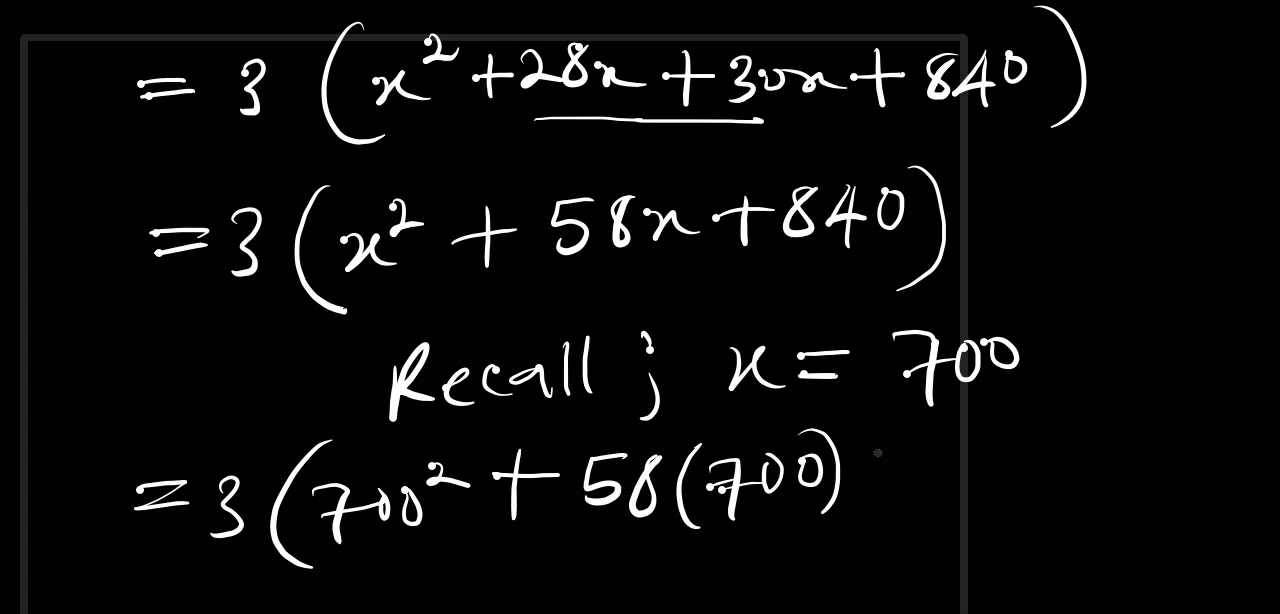 = 3 (x² + 28x + 30x + 840)
= 3 (x² + 58x + 840)
Recall ; x = 700
= 3 (700² + 58(700)